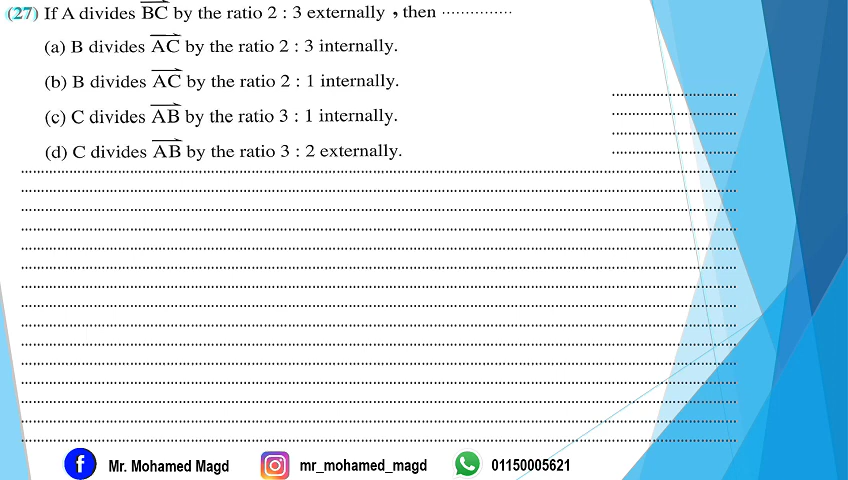 (27) If A divides BC by the ratio 2 : 3 externally , then ...............
(a) B divides AC by the ratio 2 : 3 internally.
(b) B divides AC by the ratio 2 : 1 internally.
(c) C divides AB by the ratio 3 : 1 internally.
(d) C divides AB by the ratio 3 : 2 externally.
Mr. Mohamed Magd mr_mohamed_magd 01150005621